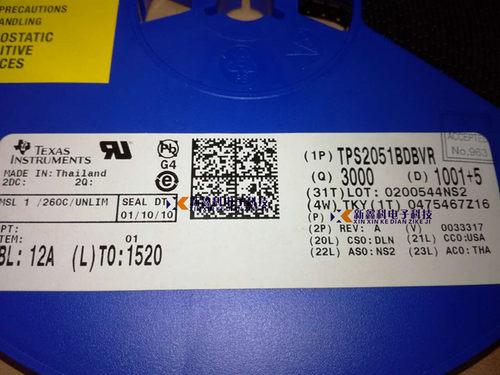 PRECAUTIONS
ANDLING
OSTATIC
ITIVE
CES
TEXAS
INSTRUMENTS
MADE IN: Thailand
2DC: 2Q:
MSL 1 /260C/UNLIM
SEAL DT
01/10/10
PT:
TEM: 01
BL: 12A (L)TO:1520
Pb
G4
e
(1P) TPS2051BDBVR
(Q) 3000 (D) 1001+5
(31T)LOT: 0200544NS2
(4W) TKY(1T) 0475467Z16
(P)
(2P) REV: A (V) 0033317
(20L) CSO:DLN (21L) CCO:USA
(22L) ASO:NS2 (23L) ACO:THA
ACCEPTED
No.963
新鑫科电子科技
XIN XIN KE DIAN ZI KE JI